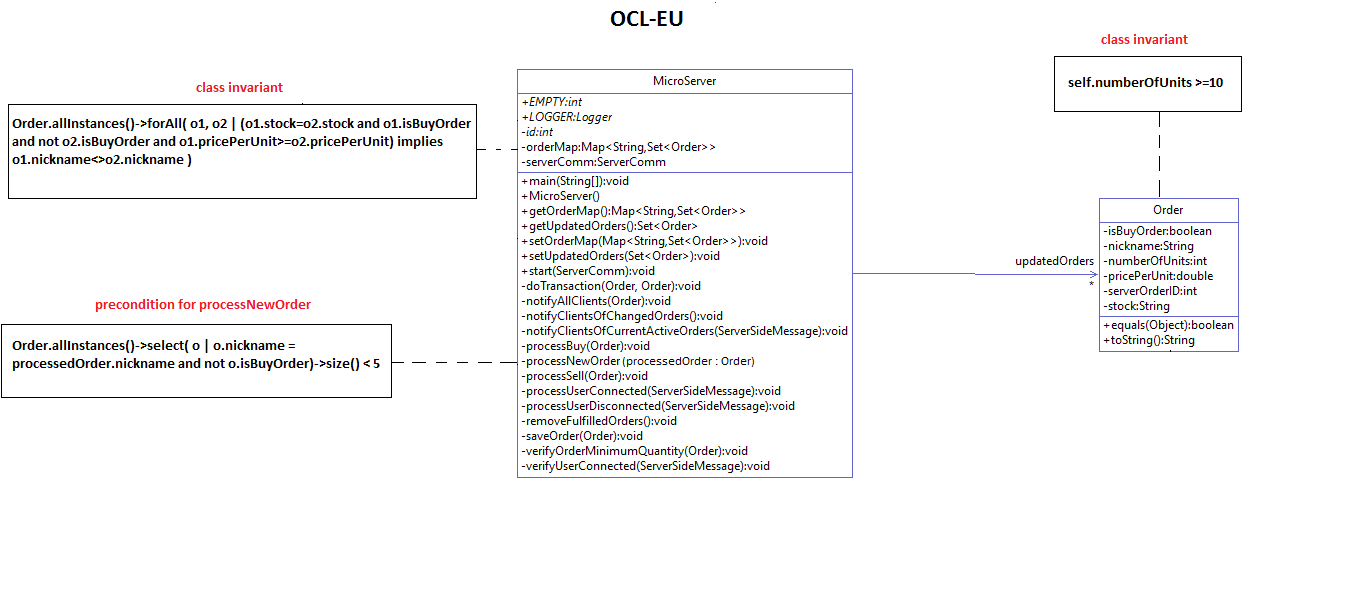 OCL-EU
class invariant
self.numberOfUnits >=10
class invariant
Order.allInstances()->forAll( o1, o2 | (o1.stock=o2.stock and o1.isBuyOrder
and not o2.isBuyOrder and o1.pricePerUnit>=o2.pricePerUnit) implies
o1.nickname<>o2.nickname )
precondition for processNewOrder
Order.allInstances()->select( o | o.nickname =
processedOrder.nickname and not o.isBuyOrder)->size() < 5
MicroServer
+EMPTY:int
+LOGGER:Logger
-id:int
-orderMap:Map<String,Set<Order>>
-serverComm:ServerComm
+main(String[]):void
+MicroServer()
+getOrderMap():Map<String,Set<Order>>
+getUpdatedOrders():Set<Order>
+setOrderMap(Map<String,Set<Order>>):void
+setUpdatedOrders(Set<Order>):void
+start(ServerComm):void
-doTransaction(Order, Order):void
-notifyAllClients(Order):void
-notifyClientsOfChangedOrders():void
-notifyClientsOfCurrentActiveOrders(ServerSideMessage):void
-processBuy(Order):void
-processNewOrder(processedOrder : Order)
-processSell(Order):void
-processUserConnected(ServerSideMessage):void
-processUserDisconnected(ServerSideMessage):void
-removeFulfilledOrders():void
-saveOrder(Order):void
-verifyOrderMinimumQuantity(Order):void
-verifyUserConnected(ServerSideMessage):void
updatedOrders
*
Order
-isBuyOrder:boolean
-nickname:String
-numberOfUnits:int
-pricePerUnit:double
-serverOrderID:int
-stock:String
+equals(Object):boolean
+toString():String